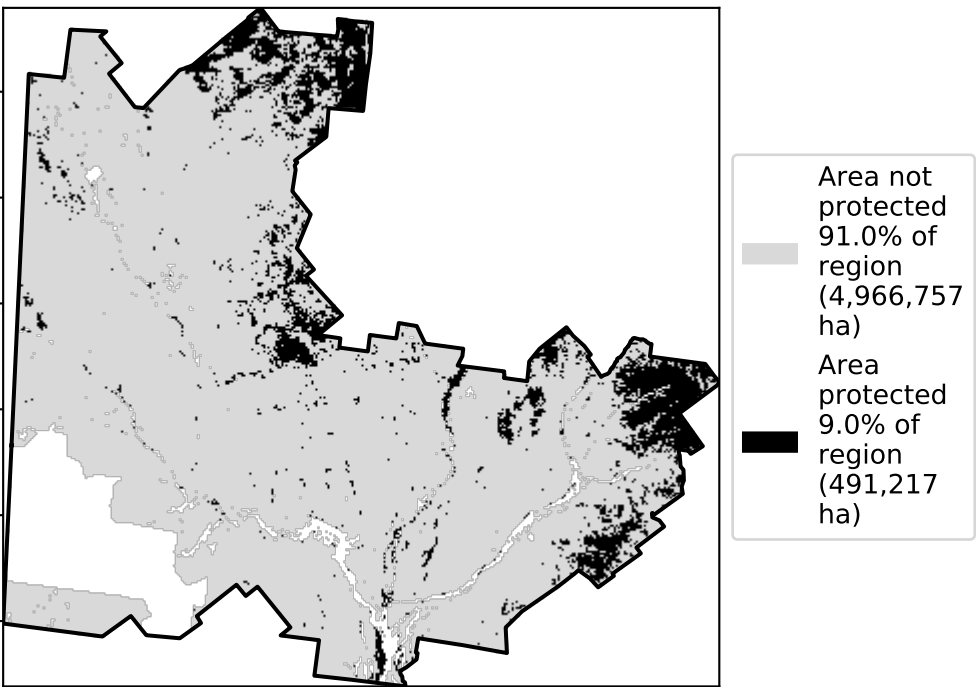 Area not
protected
91.0% of
region
(4,966,757
ha)
Area
protected
9.0% of
region
(491,217
ha)